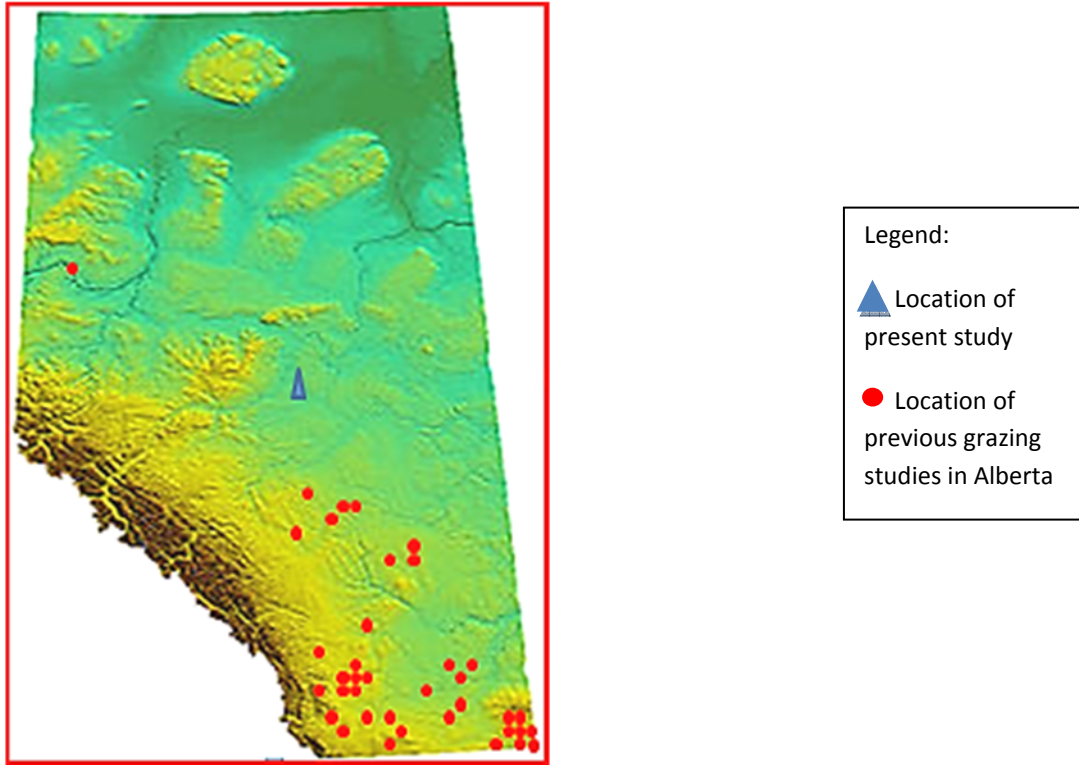 Legend:
Location of
present study
Location of
previous grazing
studies in Alberta